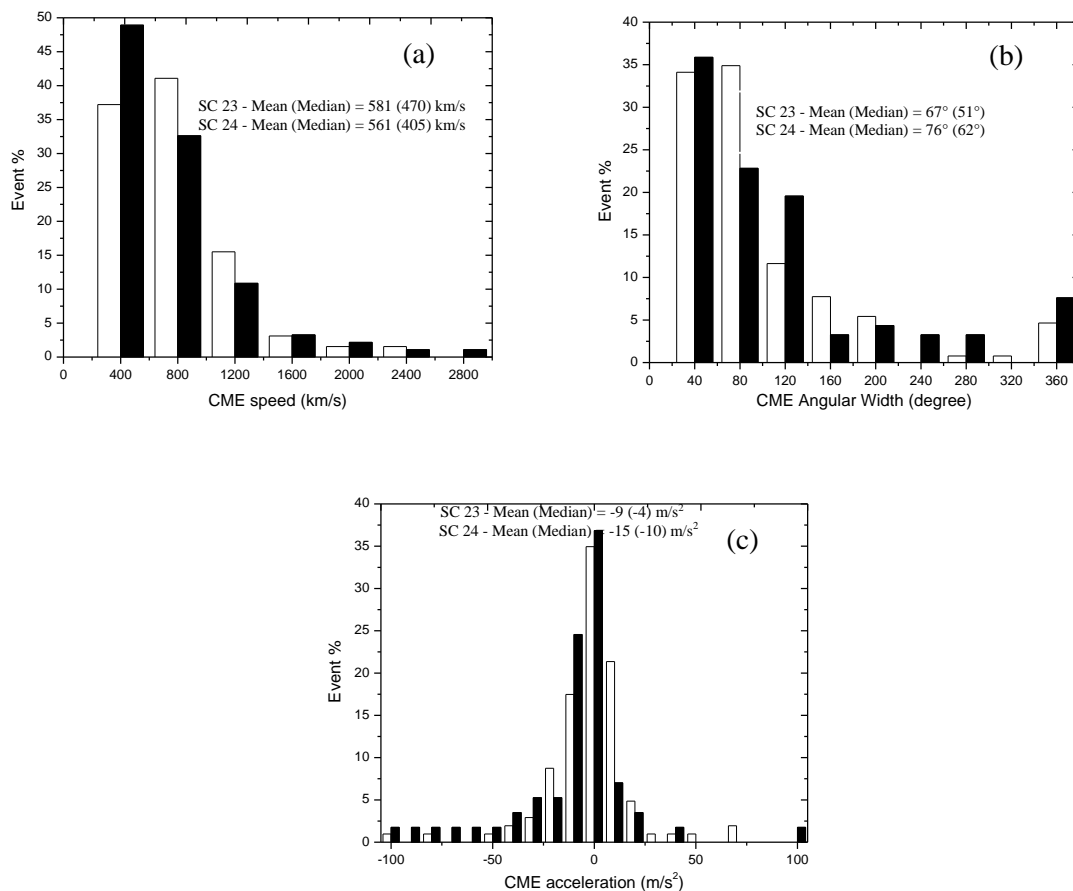 (a)
SC 23 - Mean (Median) = 581 (470) km/s
SC 24 - Mean (Median) = 561 (405) km/s
Event %
50
45
40
35
30
25
20
15
10
5
0
0 400 800 1200 1600 2000 2400 2800
CME speed (km/s)
(b)
SC 23 - Mean (Median) = 67° (51°)
SC 24 - Mean (Median) = 76° (62°)
Event %
40
35
30
25
20
15
10
5
0
0 40 80 120 160 200 240 280 320 360
CME Angular Width (degree)
(c)
SC 23 - Mean (Median) = -9 (-4) m/s²
SC 24 - Mean (Median) = -15 (-10) m/s²
Event %
40
35
30
25
20
15
10
5
0
-100 -50 0 50 100
CME acceleration (m/s²)